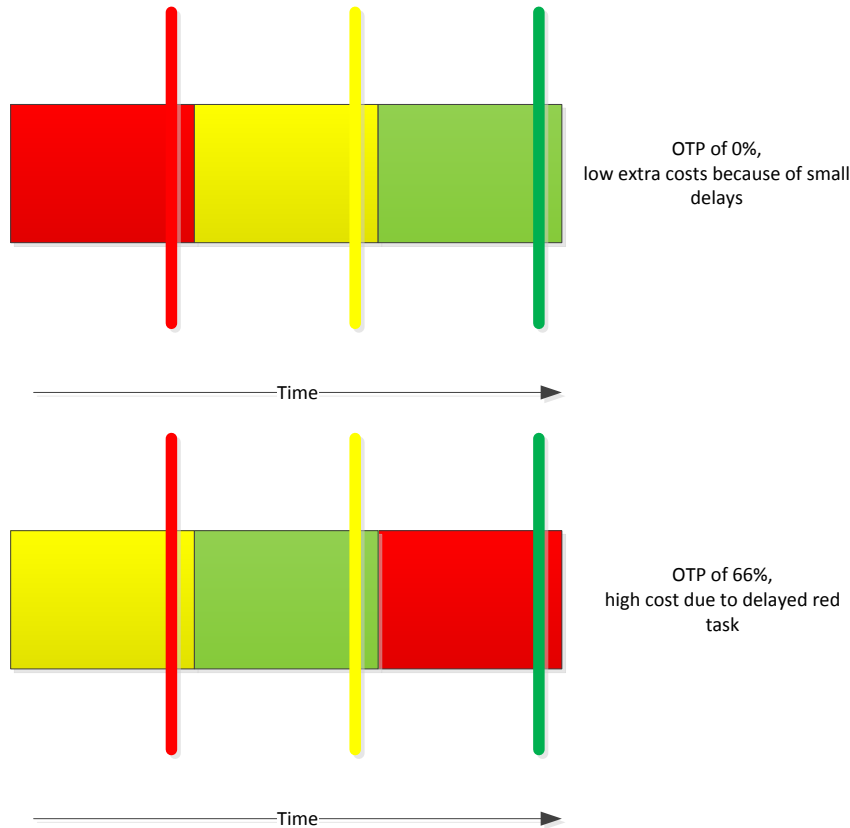 OTP of 0%,
low extra costs because of small
delays
Time
OTP of 66%,
high cost due to delayed red
task
Time